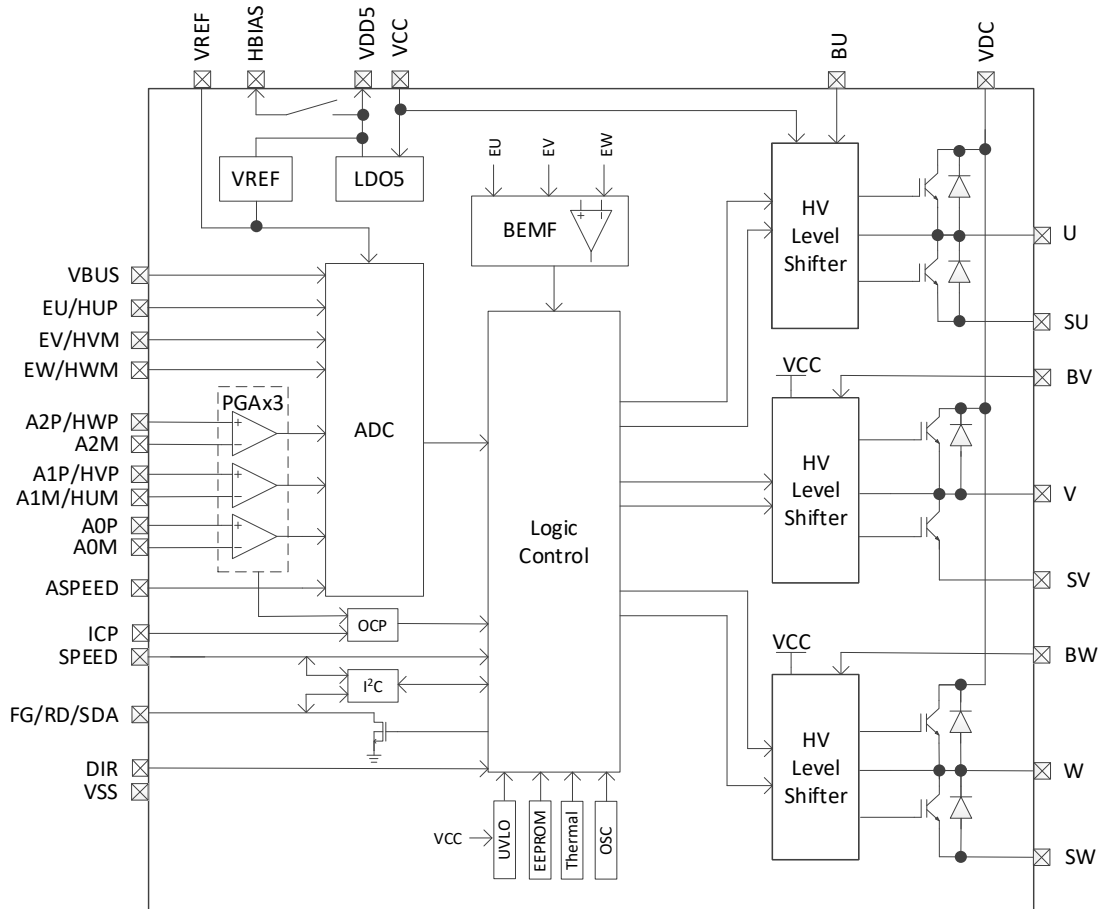 VREF
HBIAS
VDD5
VCC
BU
VDC
EU
EV
EW
VREF
LDO5
BEMF
+
-
HV
Level
Shifter
U
SU
VBUS
EU/HUP
EV/HVM
EW/HWM
PGAx3
A2P/HWP
+
A2M
-
A1P/HVP
+
A1M/HUM
-
A0P
+
A0M
-
ADC
ASPEED
ICP
OCP
SPEED
I²C
FG/RD/SDA
DIR
VSS
Logic
Control
VCC
BV
HV
Level
Shifter
V
SV
VCC
BW
HV
Level
Shifter
W
SW
VCC
UVLO
EEPROM
Thermal
OSC